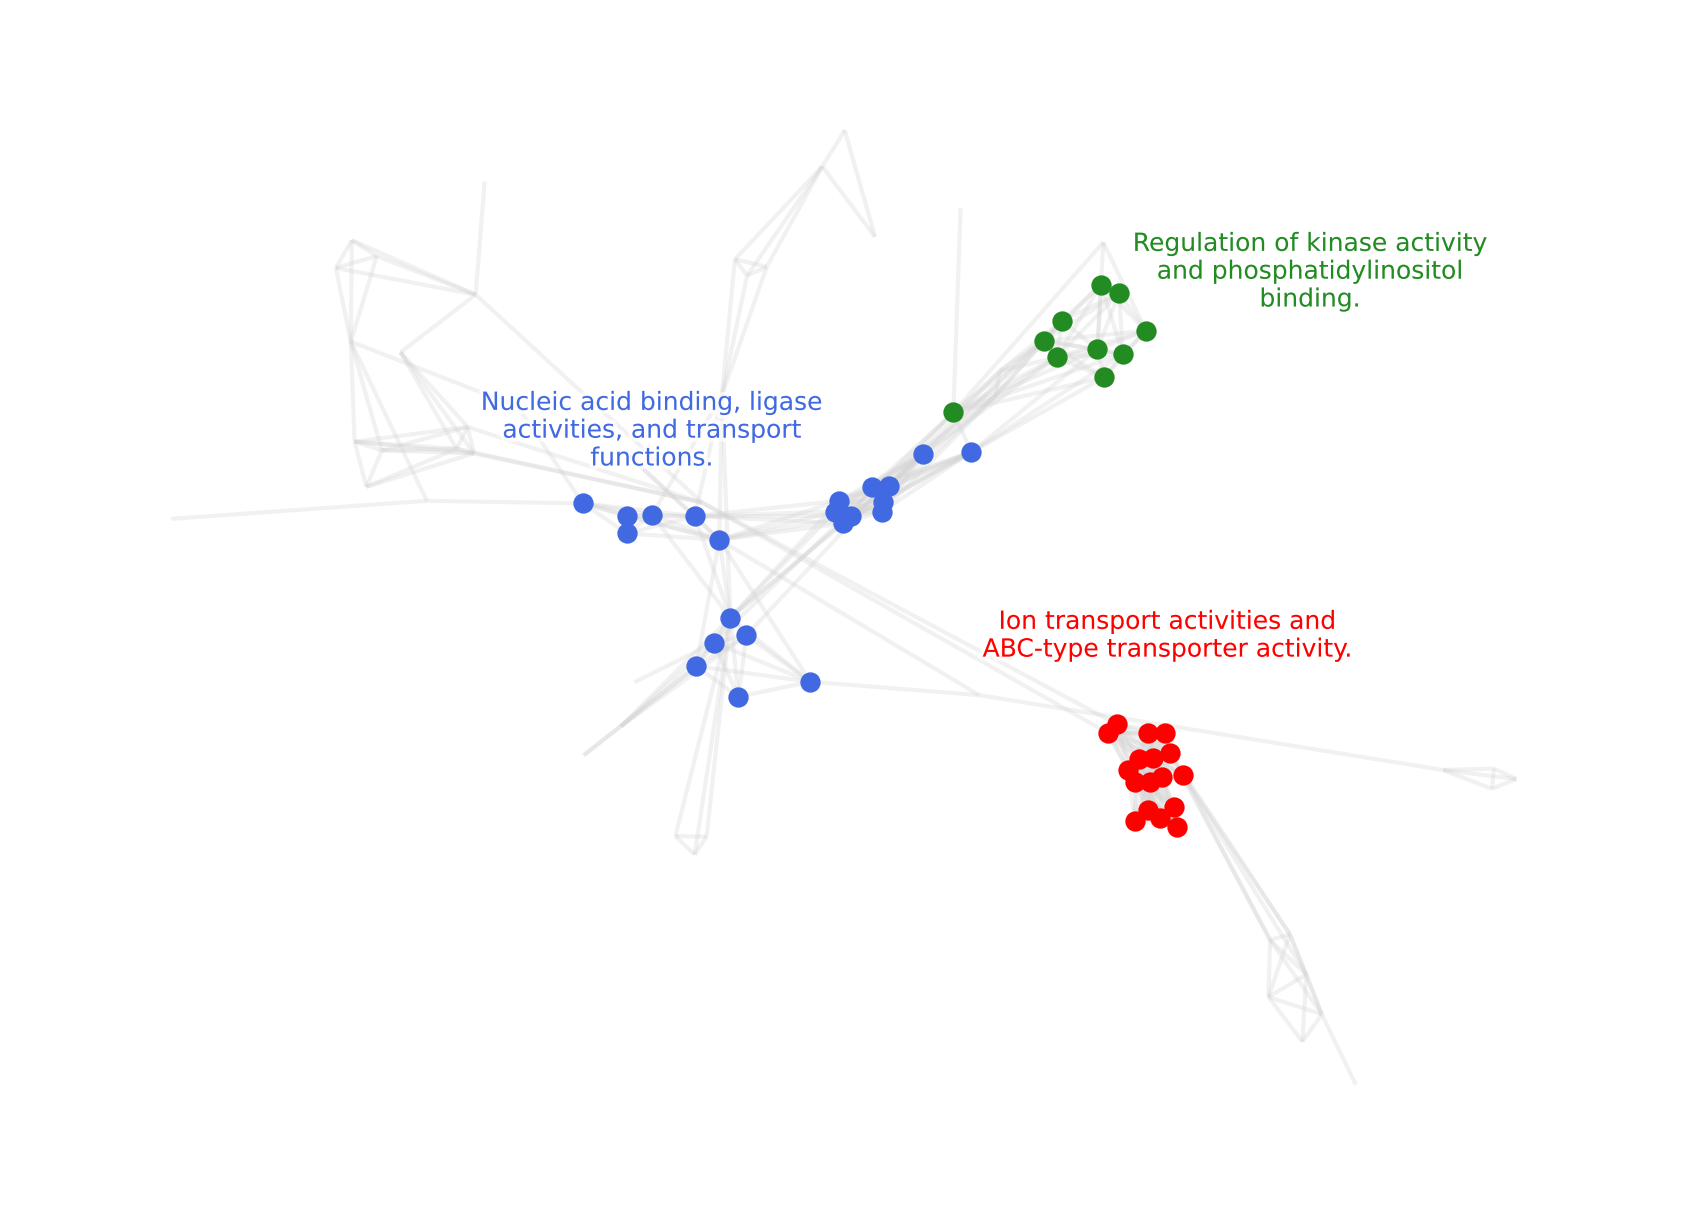 Regulation of kinase activity
and phosphatidylinositol
binding.
Nucleic acid binding, ligase
activities, and transport
functions.
Ion transport activities and
ABC-type transporter activity.